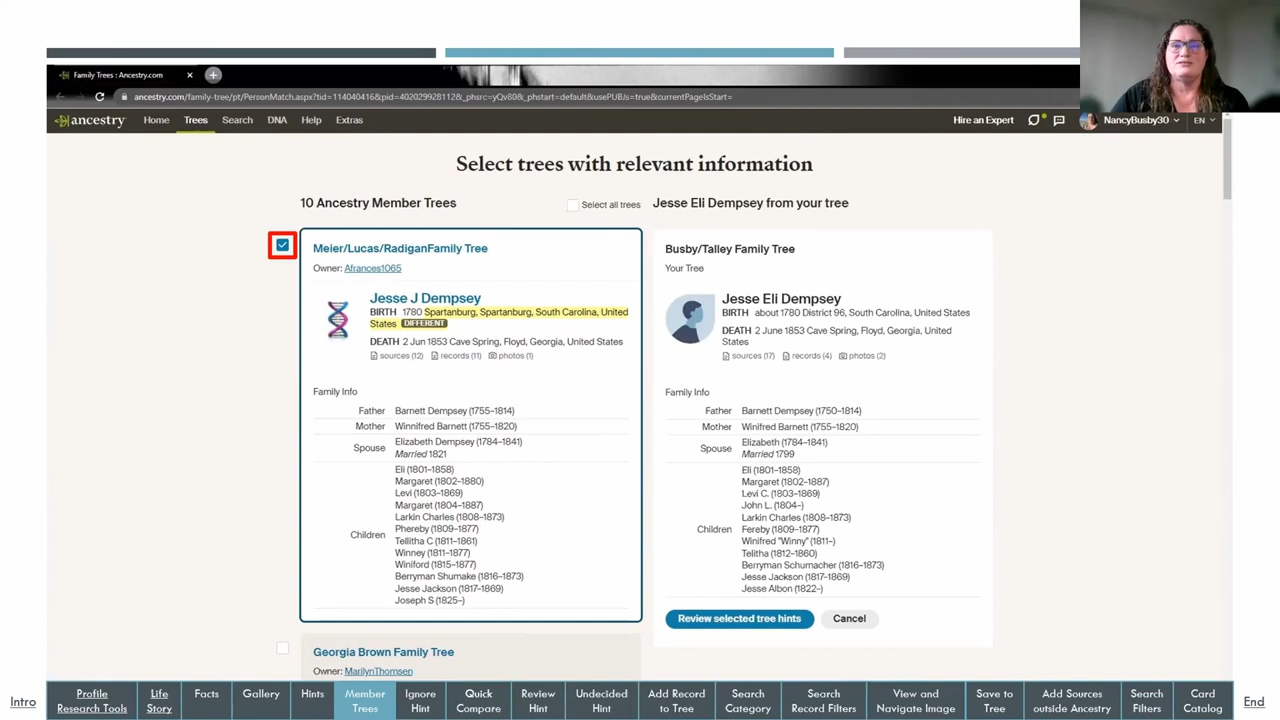 Family Trees : Ancestry.com
ancestry.com/family-tree/pt/PersonMatch.aspx?tid=114040416&pid=402029928112&_phsrc=yQv80&_phstart=default&usePUBJs=true&currentPageIsStart=
ancestry Home Trees Search DNA Help Extras Hire an Expert NancyBusby30 EN
Select trees with relevant information
10 Ancestry Member Trees
Select all trees
Jesse Eli Dempsey from your tree
Meier/Lucas/RadiganFamily Tree
Owner: Afrances1065
Jesse J Dempsey
BIRTH 1780 Spartanburg, Spartanburg, South Carolina, United
States DIFFERENT
DEATH 2 Jun 1853 Cave Spring, Floyd, Georgia, United States
sources (12) records (11) photos (1)
Family Info
Father Barnett Dempsey (1755–1814)
Mother Winnifred Barnett (1755–1820)
Spouse Elizabeth Dempsey (1784–1841)
Married 1821
Children
Eli (1801–1858)
Margaret (1802–1880)
Levi (1803–1869)
Margaret (1804–1887)
Larkin Charles (1808–1873)
Phereby (1809–1877)
Tellitha C (1811–1861)
Winney (1811–1877)
Winiford (1815–1877)
Berryman Shumake (1816–1873)
Jesse Jackson (1817–1869)
Joseph S (1825–)
Busby/Talley Family Tree
Your Tree
Jesse Eli Dempsey
BIRTH about 1780 District 96, South Carolina, United States
DEATH 2 June 1853 Cave Spring, Floyd, Georgia, United
States
sources (17) records (4) photos (2)
Family Info
Father Barnett Dempsey (1750–1814)
Mother Winifred Barnett (1755–1820)
Spouse Elizabeth (1784–1841)
Married 1799
Children
Eli (1801–1858)
Margaret (1802–1887)
Levi C. (1803–1869)
John L. (1804–)
Larkin Charles (1808–1873)
Fereby (1809–1877)
Winifred "Winny" (1811–)
Telitha (1812–1860)
Berryman Schumacher (1816–1873)
Jesse Jackson (1817–1869)
Jesse Albon (1822–)
Review selected tree hints Cancel
Georgia Brown Family Tree
Owner: MarilynThomsen
Intro
Profile
Research Tools
Life
Story
Facts
Gallery
Hints
Member
Trees
Ignore
Hint
Quick
Compare
Review
Hint
Undecided
Hint
Add Record
to Tree
Search
Category
Search
Record Filters
View and
Navigate Image
Save to
Tree
Add Sources
outside Ancestry
Search
Filters
Card
Catalog
End